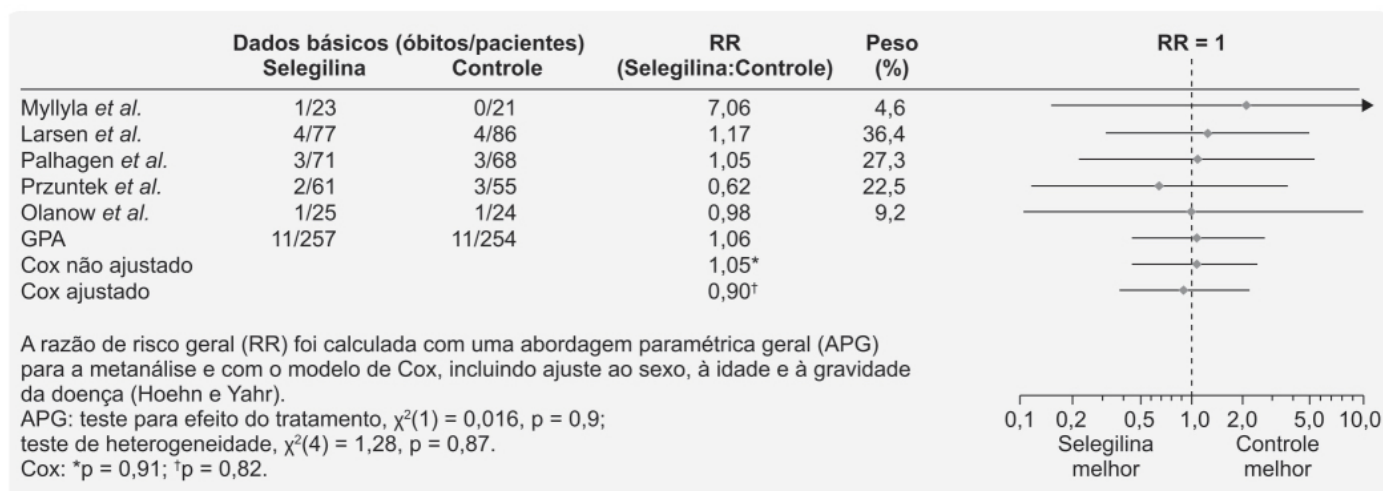 Dados básicos (óbitos/pacientes) RR Peso RR = 1
Selegilina Controle (Selegilina:Controle) (%)
Myllyla et al. 1/23 0/21 7,06 4,6
Larsen et al. 4/77 4/86 1,17 36,4
Palhagen et al. 3/71 3/68 1,05 27,3
Przuntek et al. 2/61 3/55 0,62 22,5
Olanow et al. 1/25 1/24 0,98 9,2
GPA 11/257 11/254 1,06
Cox não ajustado 1,05*
Cox ajustado 0,90†
A razão de risco geral (RR) foi calculada com uma abordagem paramétrica geral (APG)
para a metanálise e com o modelo de Cox, incluindo ajuste ao sexo, à idade e à gravidade
da doença (Hoehn e Yahr).
APG: teste para efeito do tratamento, χ²(1) = 0,016, p = 0,9;
teste de heterogeneidade, χ²(4) = 1,28, p = 0,87.
Cox: *p = 0,91; †p = 0,82.
0,1 0,2 0,5 1,0 2,0 5,0 10,0
Selegilina Controle
melhor melhor